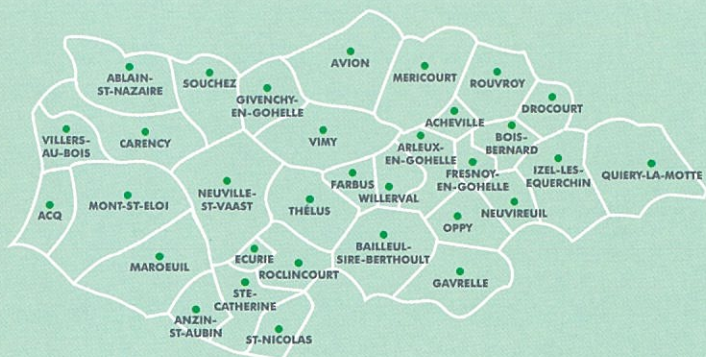 AVION
ABLAIN-
ST-NAZAIRE
SOUCHEZ
MERICOURT
ROUVROY
GIVENCHY-
EN-GOHELLE
DROCOURT
ACHEVILLE
VILLERS-
AU-BOIS
CARENCY
VIMY
ARLEUX-
EN-GOHELLE
BOIS-
BERNARD
FRESNOY-
EN-GOHELLE
IZEL-LES-
EQUERCHIN
QUIERY-LA-MOTTE
NEUVILLE-
ST-VAAST
FARBUS
WILLERVAL
ACQ
MONT-ST-ELOI
THÉLUS
NEUVIREUIL
OPPY
BAILLEUL-
SIRE-BERTHOULT
ECURIE
MAROEUIL
ROCLINCOURT
GAVRELLE
STE-
CATHERINE
ANZIN-
ST-AUBIN
ST-NICOLAS